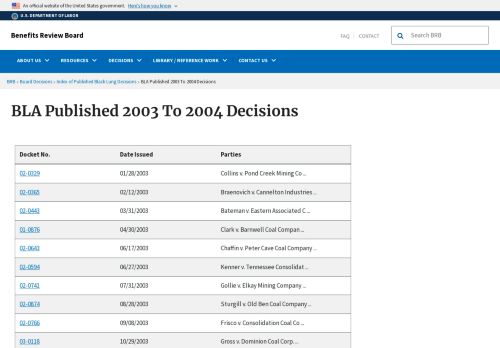 An official website of the United States government. Here's how you know
U.S. DEPARTMENT OF LABOR
Benefits Review Board
FAQ CONTACT
Search BRB
ABOUT US RESOURCES DECISIONS LIBRARY / REFERENCE WORK CONTACT US
BRB > Board Decisions > Index of Published Black Lung Decisions > BLA Published 2003 To 2004 Decisions
BLA Published 2003 To 2004 Decisions
Docket No. Date Issued Parties
02-0329 01/28/2003 Collins v. Pond Creek Mining Co ...
02-0365 02/12/2003 Braenovich v. Cannelton Industries ...
02-0443 03/31/2003 Bateman v. Eastern Associated C ...
01-0876 04/30/2003 Clark v. Barnwell Coal Compan ...
02-0643 06/17/2003 Chaffin v. Peter Cave Coal Company ...
02-0594 06/27/2003 Kenner v. Tennessee Consolidat ...
02-0741 07/31/2003 Gollie v. Elkay Mining Company ...
02-0874 08/28/2003 Sturgill v. Old Ben Coal Company ...
02-0766 09/08/2003 Frisco v. Consolidation Coal Co ...
03-0118 10/29/2003 Gross v. Dominion Coal Corp. ...